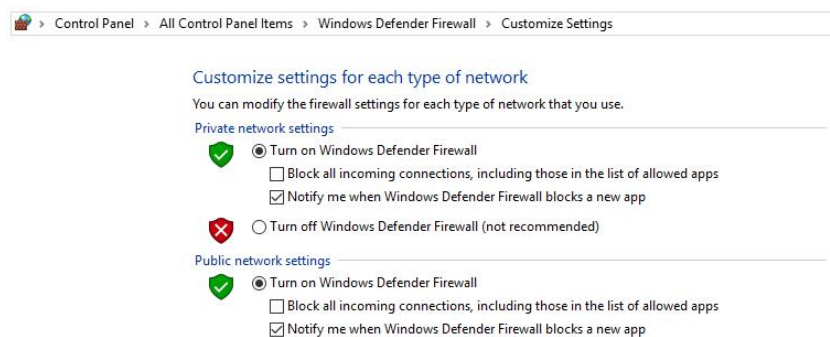 Control Panel > All Control Panel Items > Windows Defender Firewall > Customize Settings
Customize settings for each type of network
You can modify the firewall settings for each type of network that you use.
Private network settings
Turn on Windows Defender Firewall
Block all incoming connections, including those in the list of allowed apps
Notify me when Windows Defender Firewall blocks a new app
Turn off Windows Defender Firewall (not recommended)
Public network settings
Turn on Windows Defender Firewall
Block all incoming connections, including those in the list of allowed apps
Notify me when Windows Defender Firewall blocks a new app